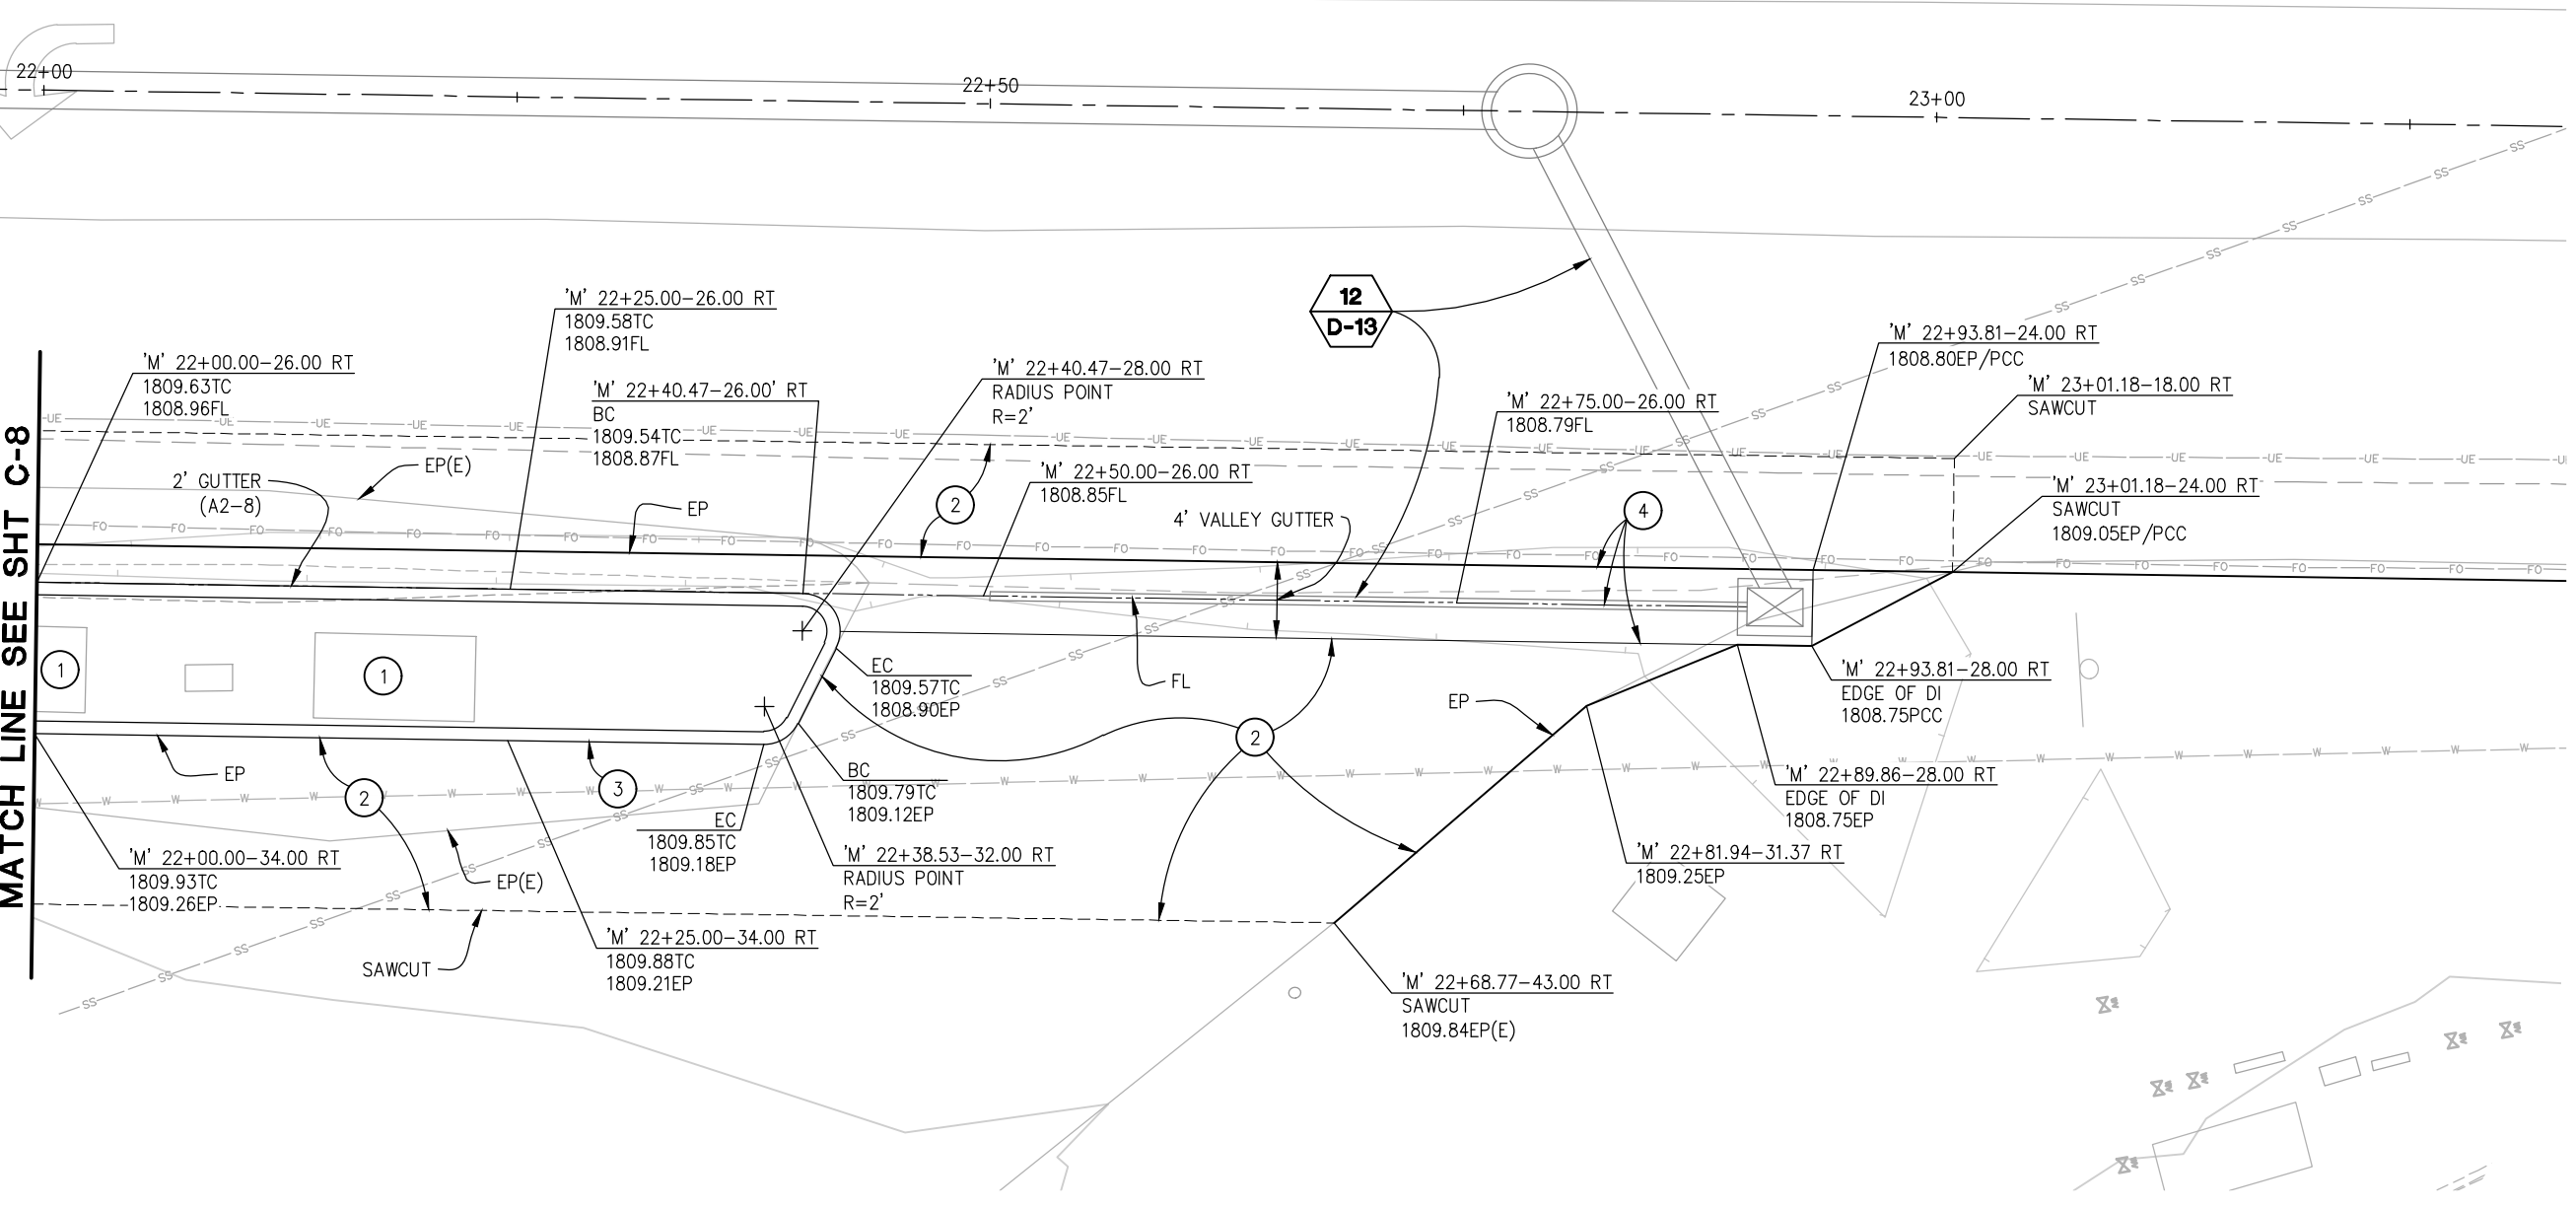 22+00
22+50
23+00
MATCH LINE SEE SHT C-8
'M' 22+00.00-26.00 RT
1809.63TC
1808.96FL
2' GUTTER
(A2-8)
EP(E)
'M' 22+25.00-26.00 RT
1809.58TC
1808.91FL
'M' 22+40.47-26.00' RT
BC
1809.54TC
1808.87FL
EP
'M' 22+40.47-28.00 RT
RADIUS POINT
R=2'
2
'M' 22+50.00-26.00 RT
1808.85FL
4' VALLEY GUTTER
12
D-13
'M' 22+75.00-26.00 RT
1808.79FL
4
'M' 22+93.81-24.00 RT
1808.80EP/PCC
'M' 23+01.18-18.00 RT
SAWCUT
'M' 23+01.18-24.00 RT
SAWCUT
1809.05EP/PCC
1
1
EC
1809.57TC
1808.90EP
FL
EP
'M' 22+93.81-28.00 RT
EDGE OF DI
1808.75PCC
2
EP
2
3
BC
1809.79TC
1809.12EP
EC
1809.85TC
1809.18EP
'M' 22+89.86-28.00 RT
EDGE OF DI
1808.75EP
'M' 22+00.00-34.00 RT
1809.93TC
1809.26EP
EP(E)
'M' 22+38.53-32.00 RT
RADIUS POINT
R=2'
'M' 22+81.94-31.37 RT
1809.25EP
SAWCUT
'M' 22+25.00-34.00 RT
1809.88TC
1809.21EP
'M' 22+68.77-43.00 RT
SAWCUT
1809.84EP(E)
UE
FO
SS
W